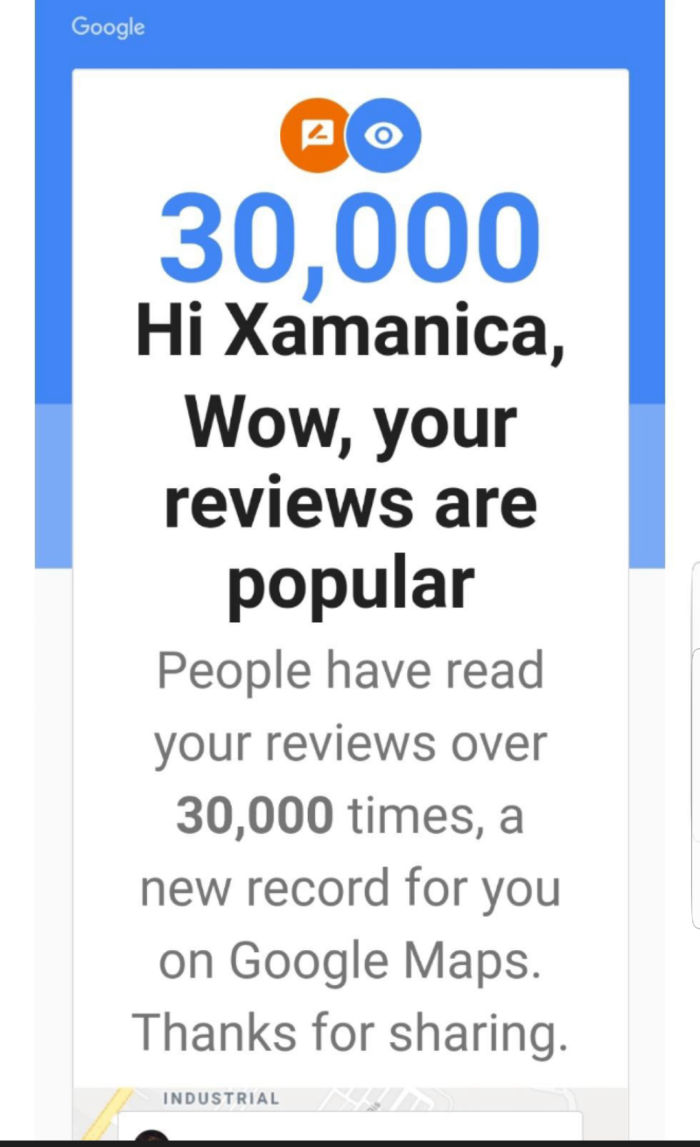 Google
30,000
Hi Xamanica,
Wow, your
reviews are
popular
People have read
your reviews over
30,000 times, a
new record for you
on Google Maps.
Thanks for sharing.
INDUSTRIAL